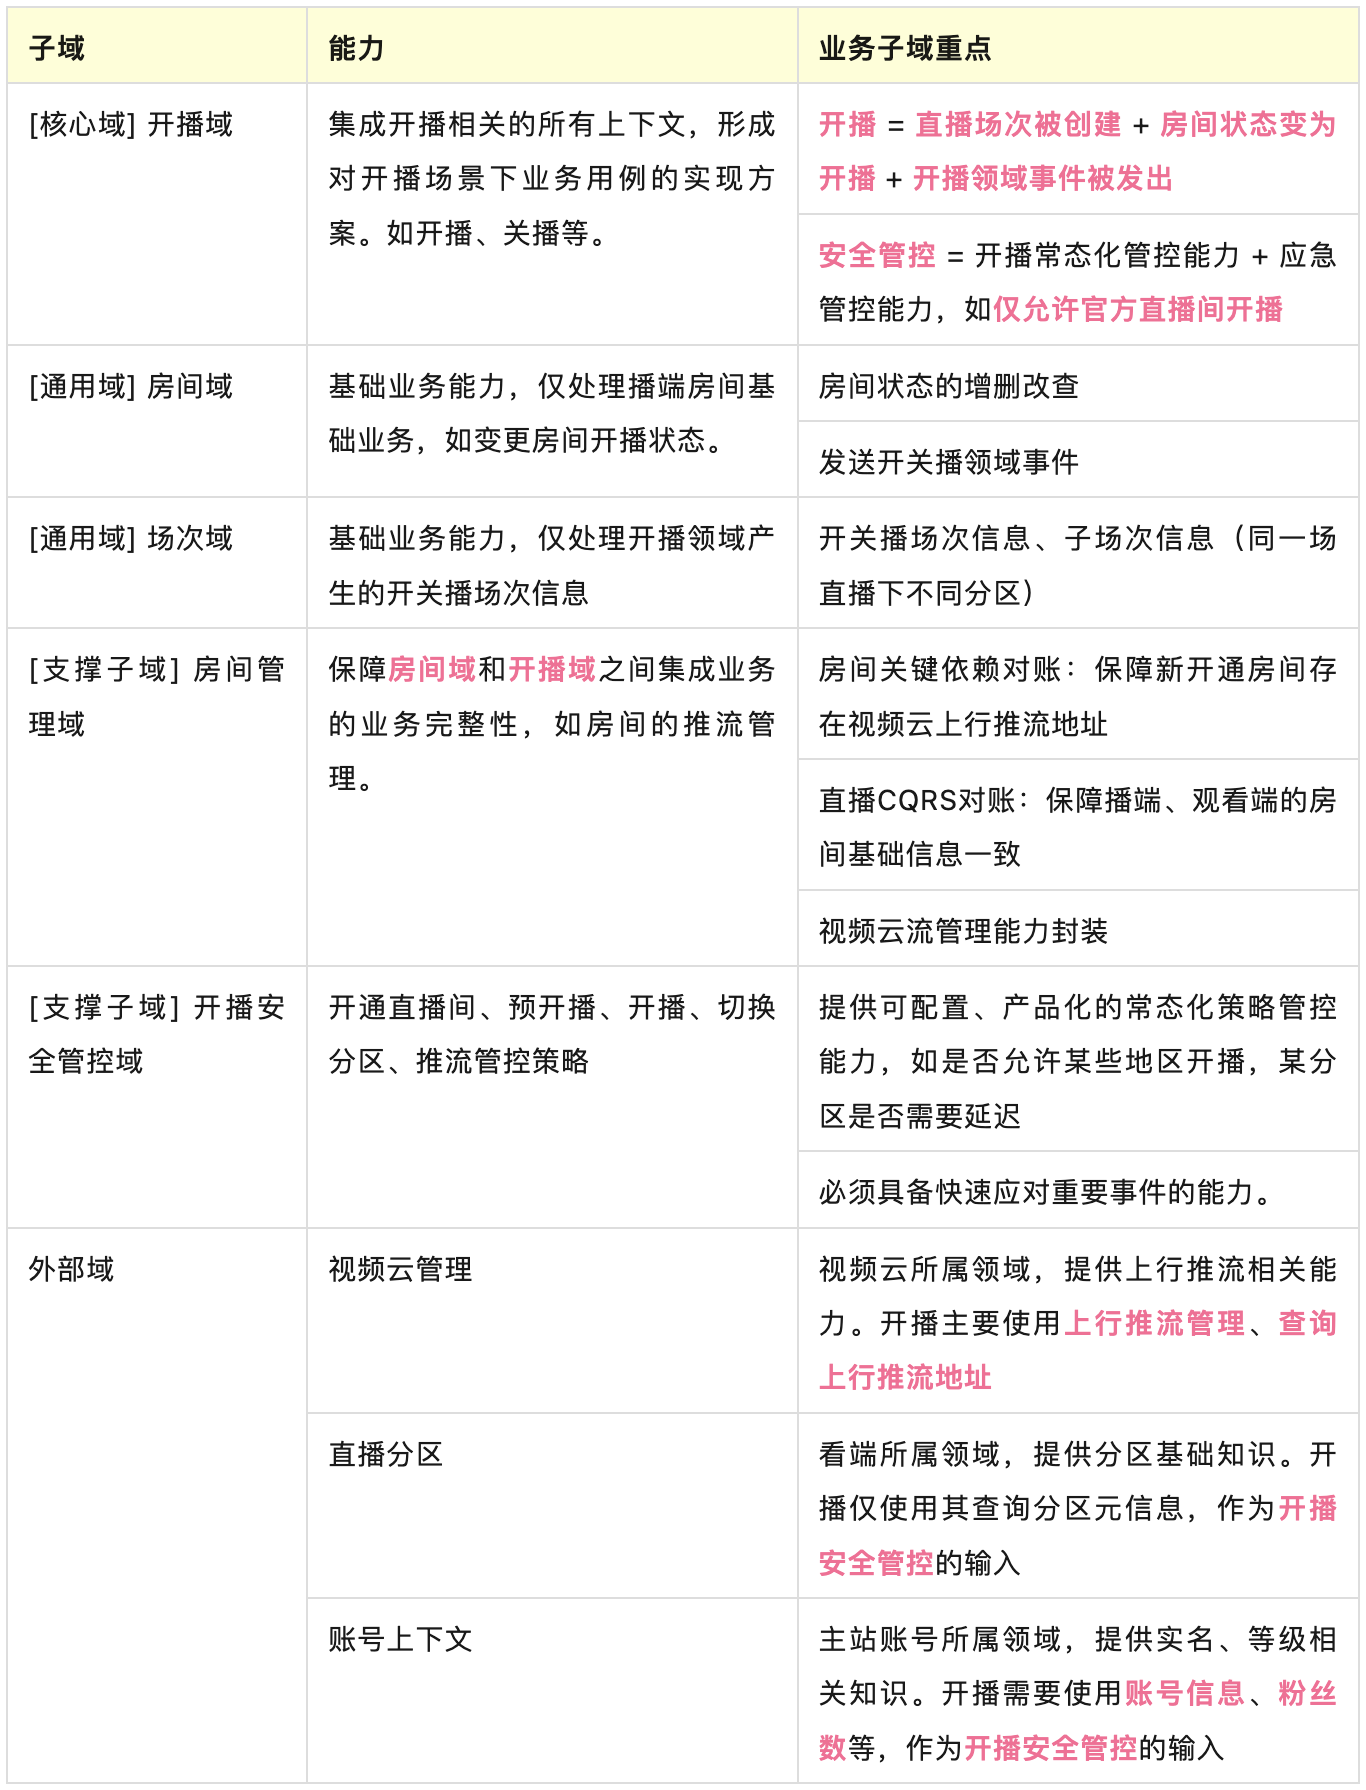 子域
能力
业务子域重点
[核心域] 开播域
集成开播相关的所有上下文，形成
对开播场景下业务用例的实现方
案。如开播、关播等。
开播 = 直播场次被创建 + 房间状态变为
开播 + 开播领域事件被发出
安全管控 = 开播常态化管控能力 + 应急
管控能力，如仅允许官方直播间开播
[通用域] 房间域
基础业务能力，仅处理播端房间基
础业务，如变更房间开播状态。
房间状态的增删改查
发送开关播领域事件
[通用域] 场次域
基础业务能力，仅处理开播领域产
生的开关播场次信息
开关播场次信息、子场次信息（同一场
直播下不同分区）
[支撑子域] 房间管
理域
保障房间域和开播域之间集成业务
的业务完整性，如房间的推流管
理。
房间关键依赖对账：保障新开通房间存
在视频云上行推流地址
直播CQRS对账：保障播端、观看端的房
间基础信息一致
视频云流管理能力封装
[支撑子域] 开播安
全管控域
开通直播间、预开播、开播、切换
分区、推流管控策略
提供可配置、产品化的常态化策略管控
能力，如是否允许某些地区开播，某分
区是否需要延迟
必须具备快速应对重要事件的能力。
外部域
视频云管理
视频云所属领域，提供上行推流相关能
力。开播主要使用上行推流管理、查询
上行推流地址
直播分区
看端所属领域，提供分区基础知识。开
播仅使用其查询分区元信息，作为开播
安全管控的输入
账号上下文
主站账号所属领域，提供实名、等级相
关知识。开播需要使用账号信息、粉丝
数等，作为开播安全管控的输入